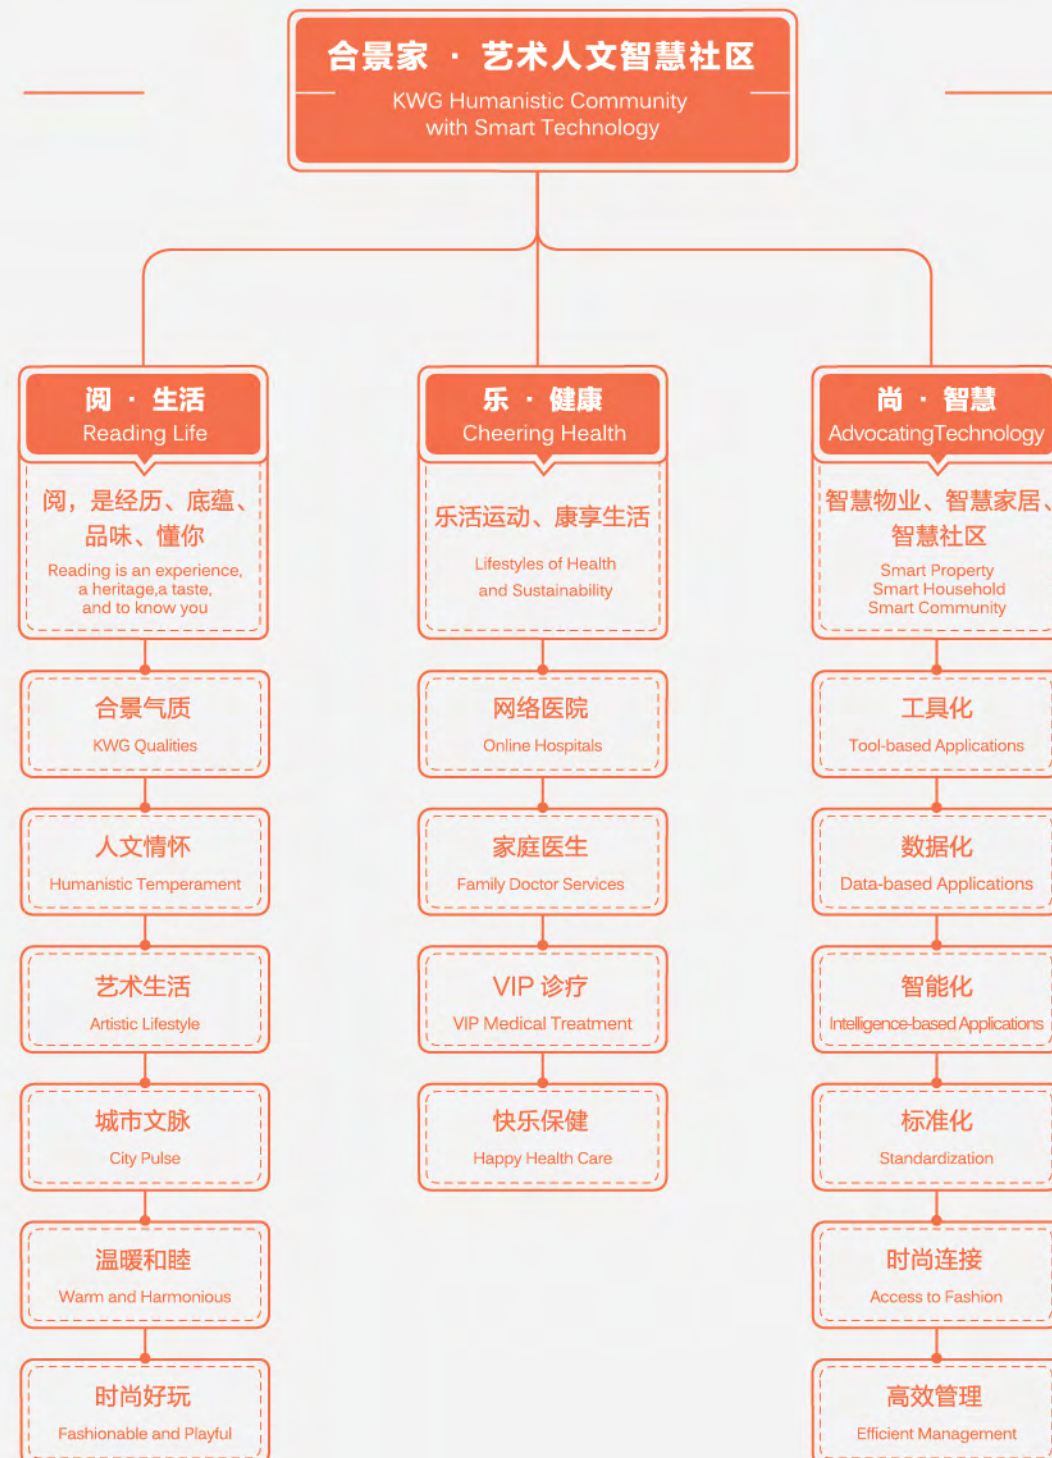 合景家 · 艺术人文智慧社区
KWG Humanistic Community
with Smart Technology
阅 · 生活
Reading Life
阅，是经历、底蕴、
品味、懂你
Reading is an experience,
a heritage,a taste,
and to know you
合景气质
KWG Qualities
人文情怀
Humanistic Temperament
艺术生活
Artistic Lifestyle
城市文脉
City Pulse
温暖和睦
Warm and Harmonious
时尚好玩
Fashionable and Playful
乐 · 健康
Cheering Health
乐活运动、康享生活
Lifestyles of Health
and Sustainability
网络医院
Online Hospitals
家庭医生
Family Doctor Services
VIP 诊疗
VIP Medical Treatment
快乐保健
Happy Health Care
尚 · 智慧
AdvocatingTechnology
智慧物业、智慧家居、
智慧社区
Smart Property
Smart Household
Smart Community
工具化
Tool-based Applications
数据化
Data-based Applications
智能化
Intelligence-based Applications
标准化
Standardization
时尚连接
Access to Fashion
高效管理
Efficient Management